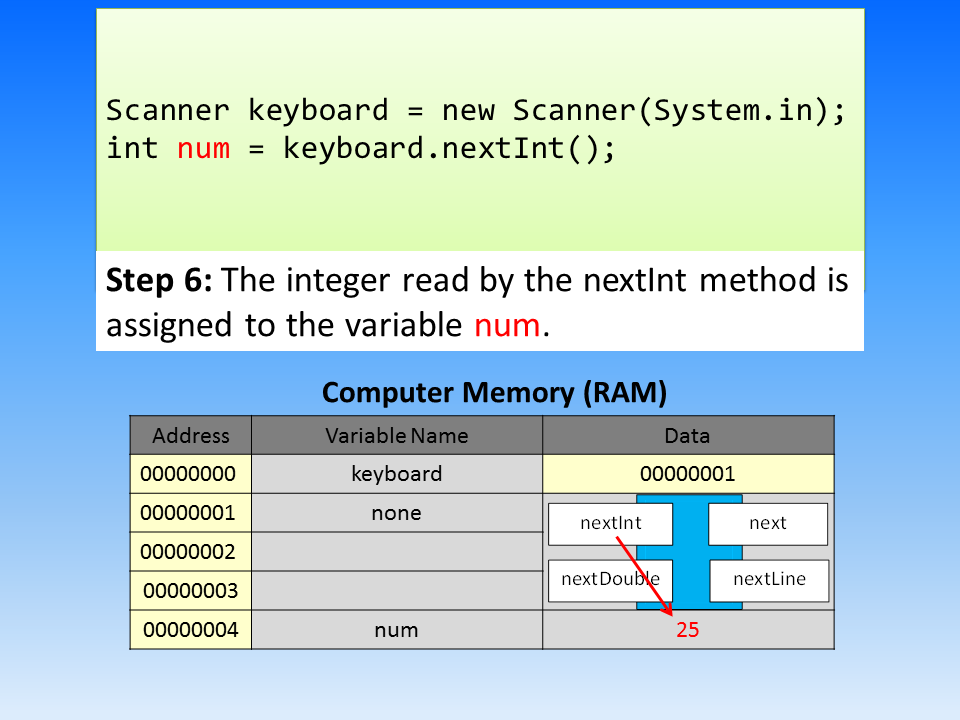 Scanner keyboard = new Scanner(System.in);
int num = keyboard.nextInt();
Step 6: The integer read by the nextInt method is
assigned to the variable num.
Computer Memory (RAM)
Address Variable Name Data
00000000 keyboard 00000001
00000001 none nextInt next
00000002
nextDouble nextLine
00000003
00000004 num 25